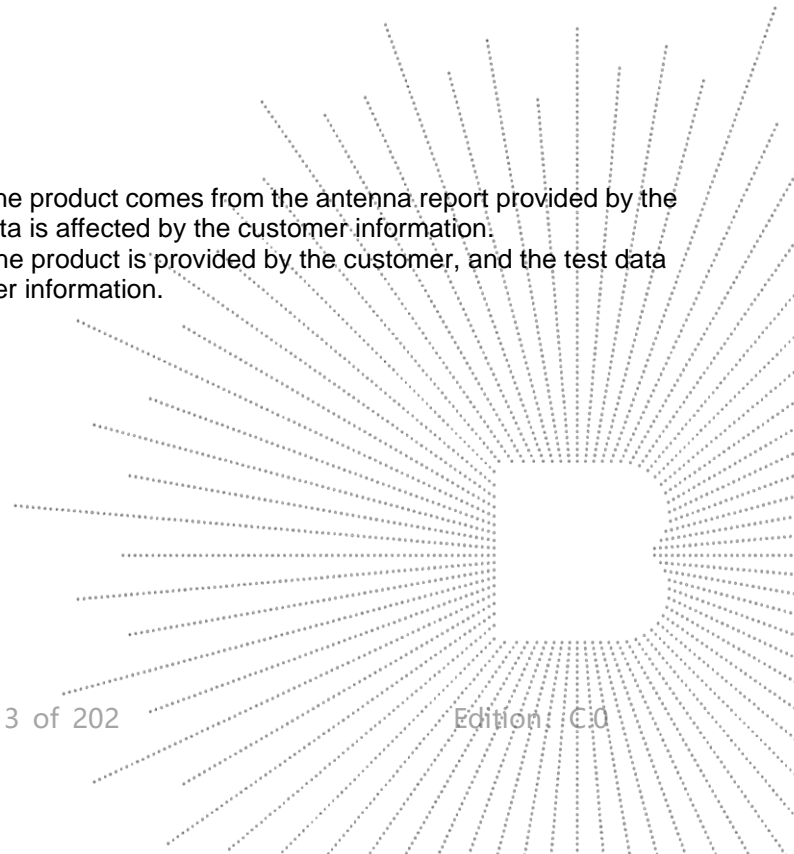 he product comes from the antenna report provided by the
ta is affected by the customer information.
he product is provided by the customer, and the test data
er information.
3 of 202 Edition: C.0